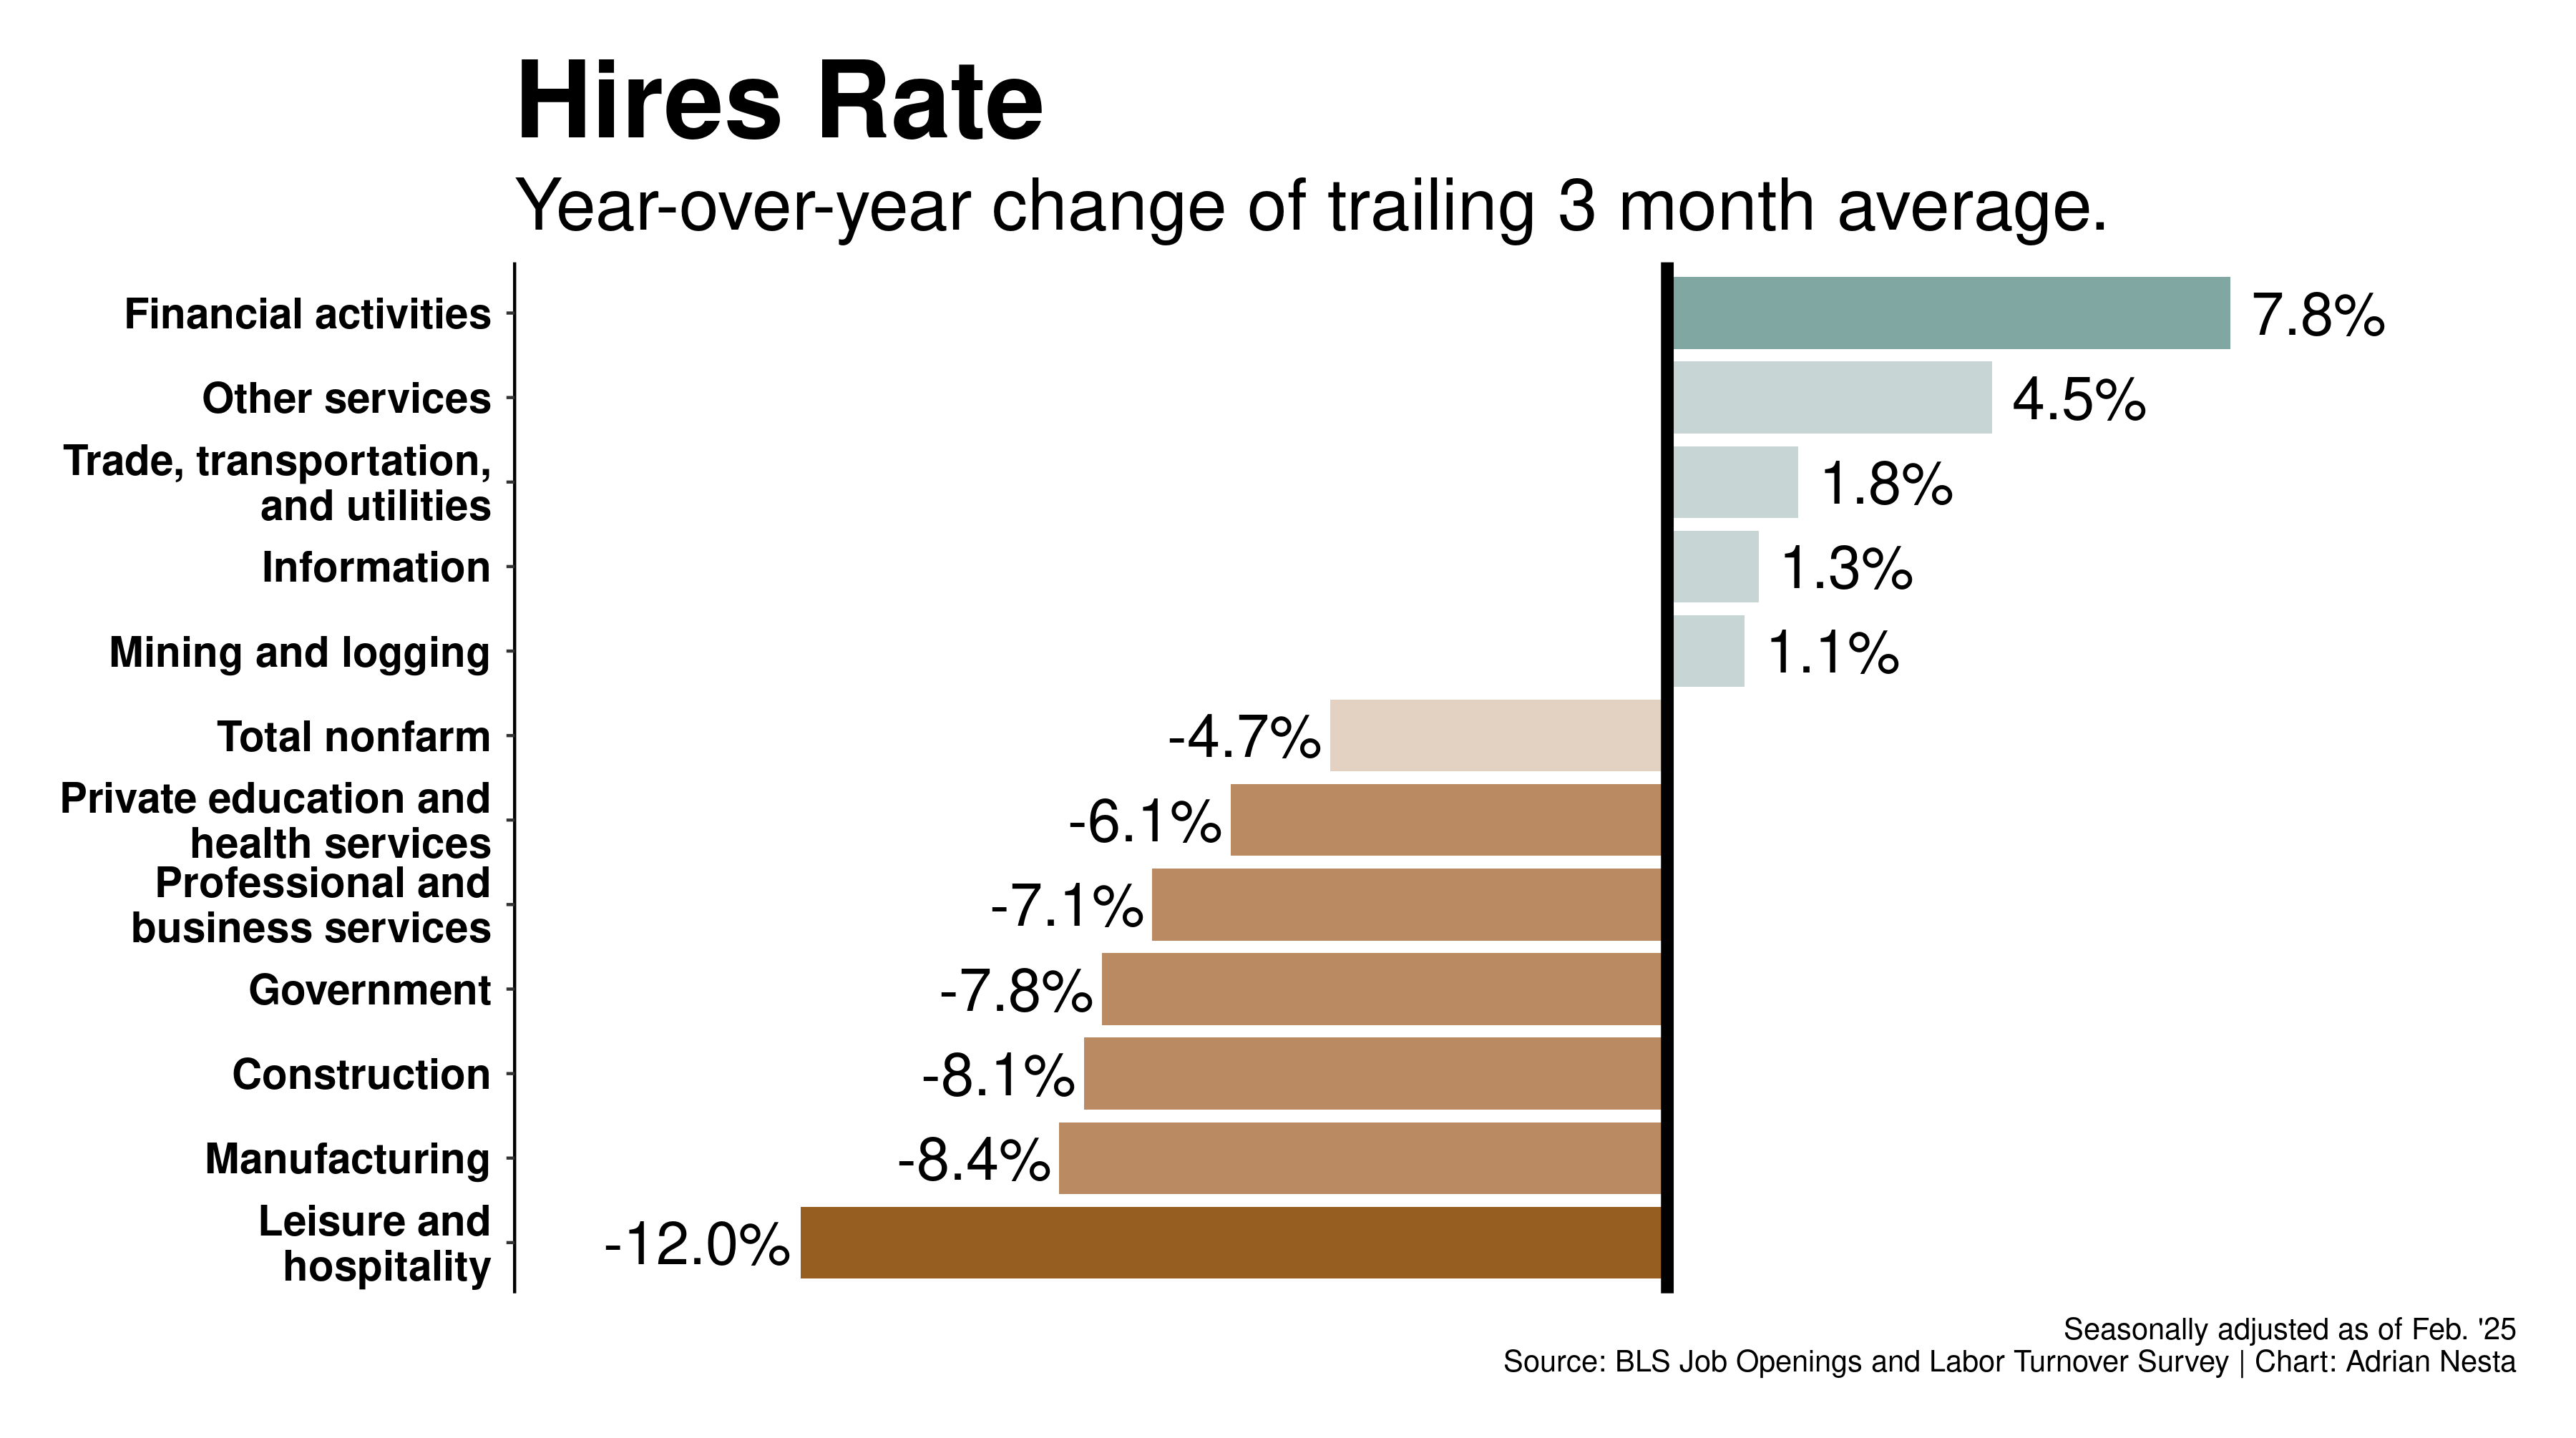 Hires Rate
Year-over-year change of trailing 3 month average.
Financial activities
7.8%
Other services
4.5%
Trade, transportation,
and utilities
1.8%
Information
1.3%
Mining and logging
1.1%
Total nonfarm
-4.7%
Private education and
health services
-6.1%
Professional and
business services
-7.1%
Government
-7.8%
Construction
-8.1%
Manufacturing
-8.4%
Leisure and
hospitality
-12.0%
Seasonally adjusted as of Feb. '25
Source: BLS Job Openings and Labor Turnover Survey | Chart: Adrian Nesta